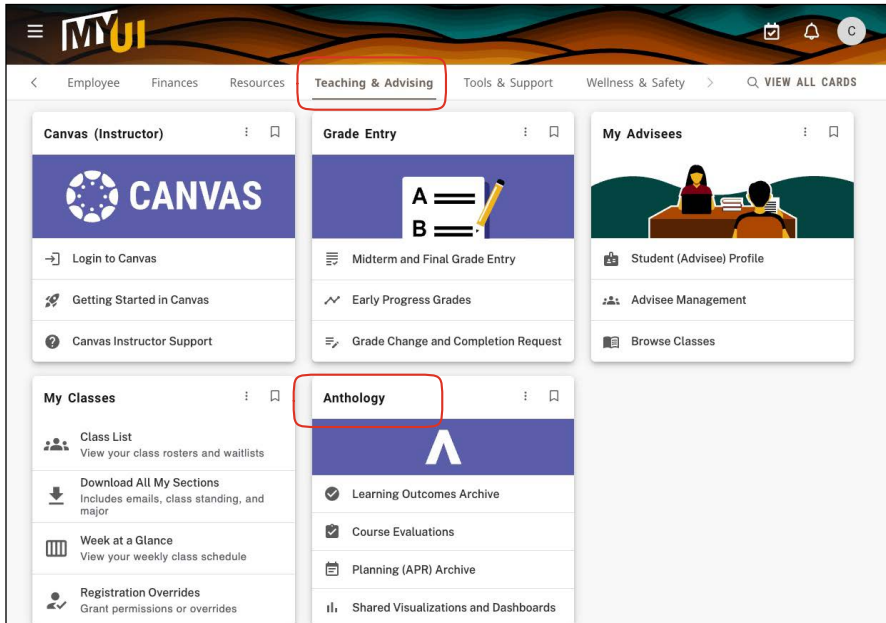 MYUI
C
Employee Finances Resources Teaching & Advising Tools & Support Wellness & Safety VIEW ALL CARDS
Canvas (Instructor)
CANVAS
Login to Canvas
Getting Started in Canvas
Canvas Instructor Support
Grade Entry
A
B
Midterm and Final Grade Entry
Early Progress Grades
Grade Change and Completion Request
My Advisees
Student (Advisee) Profile
Advisee Management
Browse Classes
My Classes
Class List
View your class rosters and waitlists
Download All My Sections
Includes emails, class standing, and
major
Week at a Glance
View your weekly class schedule
Registration Overrides
Grant permissions or overrides
Anthology
Learning Outcomes Archive
Course Evaluations
Planning (APR) Archive
Shared Visualizations and Dashboards